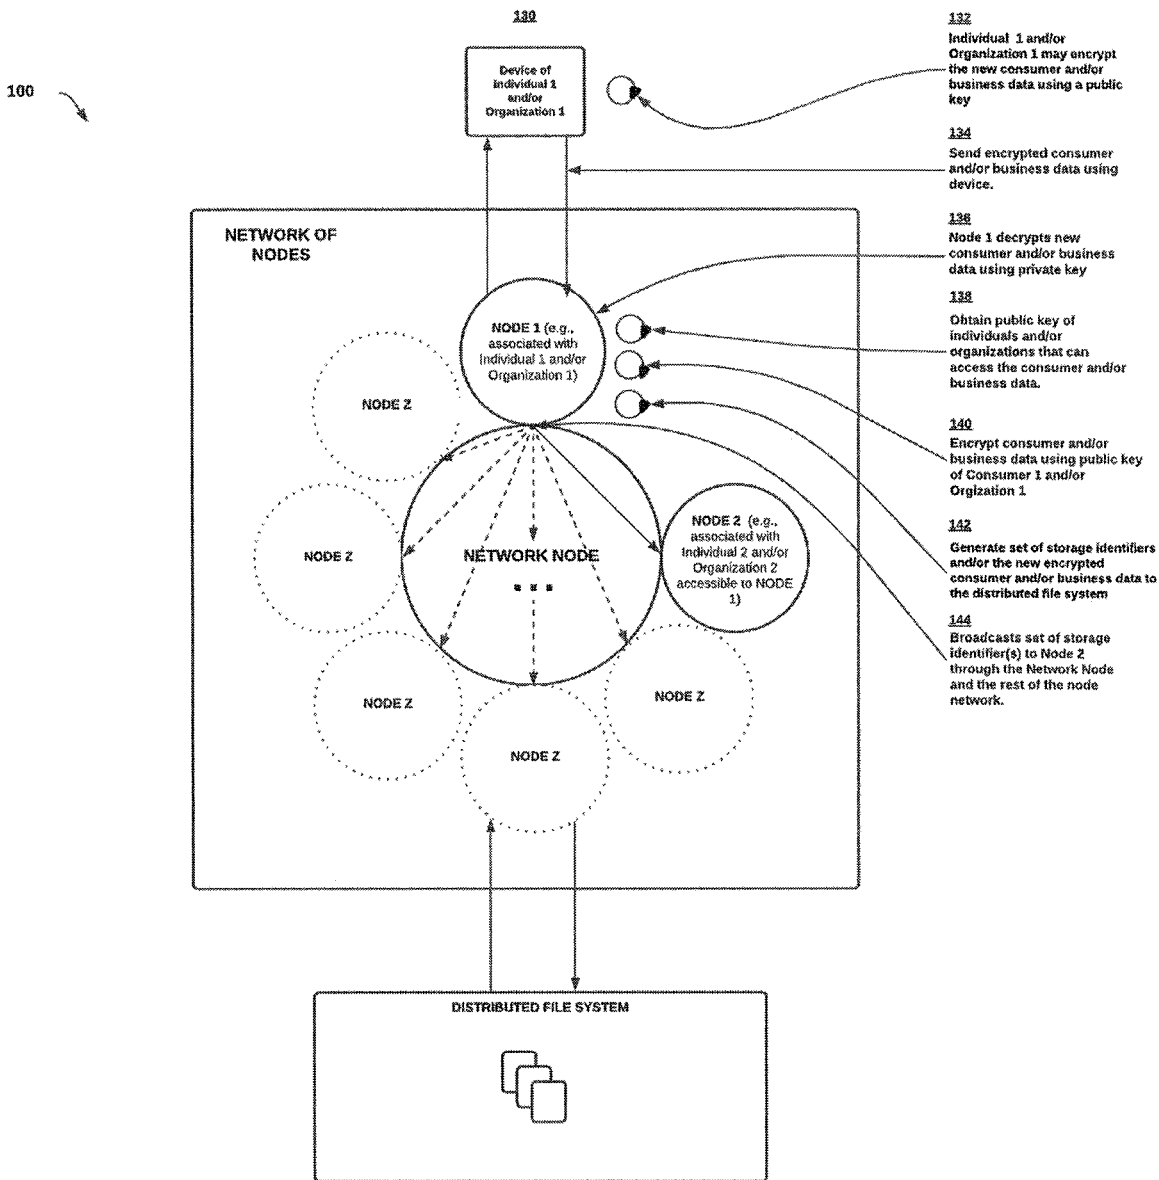 130
Device of
Individual 1
and/or
Organization 1
100
132
Individual 1 and/or
Organization 1 may encrypt
the new consumer and/or
business data using a public
key
134
Send encrypted consumer
and/or business data using
device.
136
Node 1 decrypts new
consumer and/or business
data using private key
138
Obtain public key of
individuals and/or
organizations that can
access the consumer and/or
business data.
140
Encrypt consumer and/or
business data using public key
of Consumer 1 and/or
Orgization 1
142
Generate set of storage identifiers
and/or the new encrypted
consumer and/or business data to
the distributed file system
144
Broadcasts set of storage
identifier(s) to Node 2
through the Network Node
and the rest of the node
network.
NETWORK OF
NODES
NODE 1 (e.g.,
associated with
Individual 1 and/or
Organization 1)
NODE Z
NODE Z
NETWORK NODE
NODE 2 (e.g.,
associated with
Individual 2 and/or
Organization 2
accessible to NODE
1)
NODE Z
NODE Z
NODE Z
DISTRIBUTED FILE SYSTEM